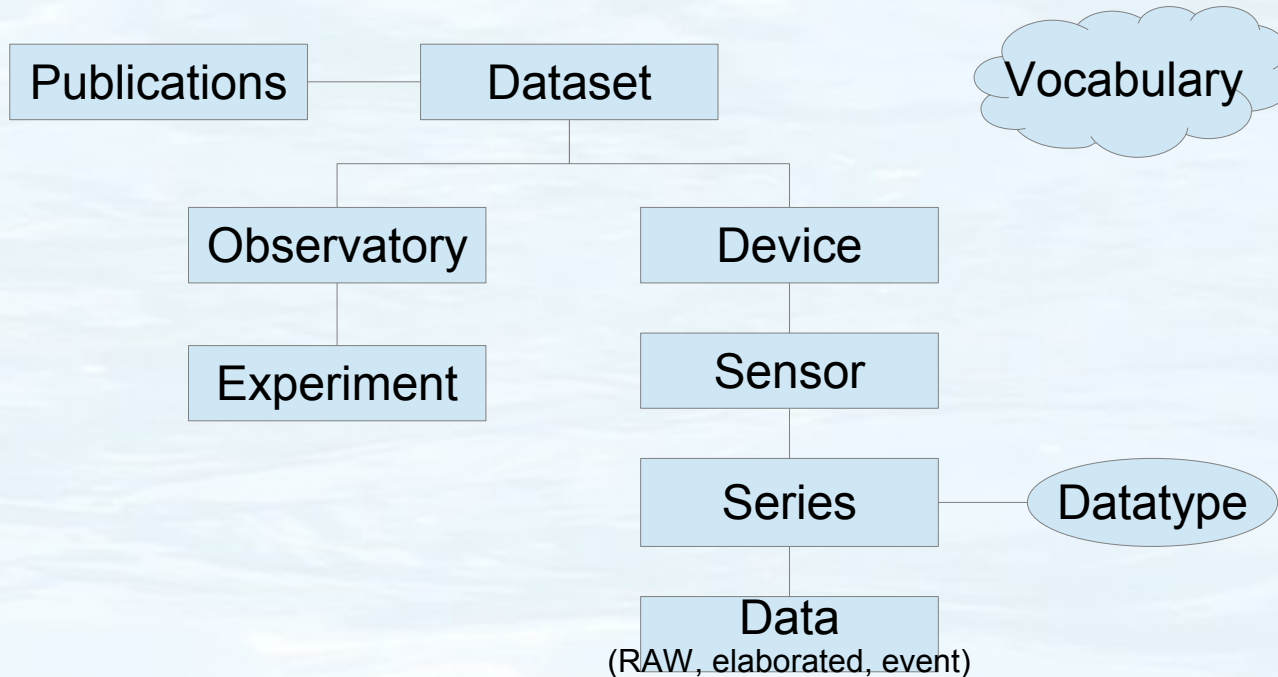 Publications
Dataset
Vocabulary
Observatory
Device
Experiment
Sensor
Series
Datatype
Data
(RAW, elaborated, event)